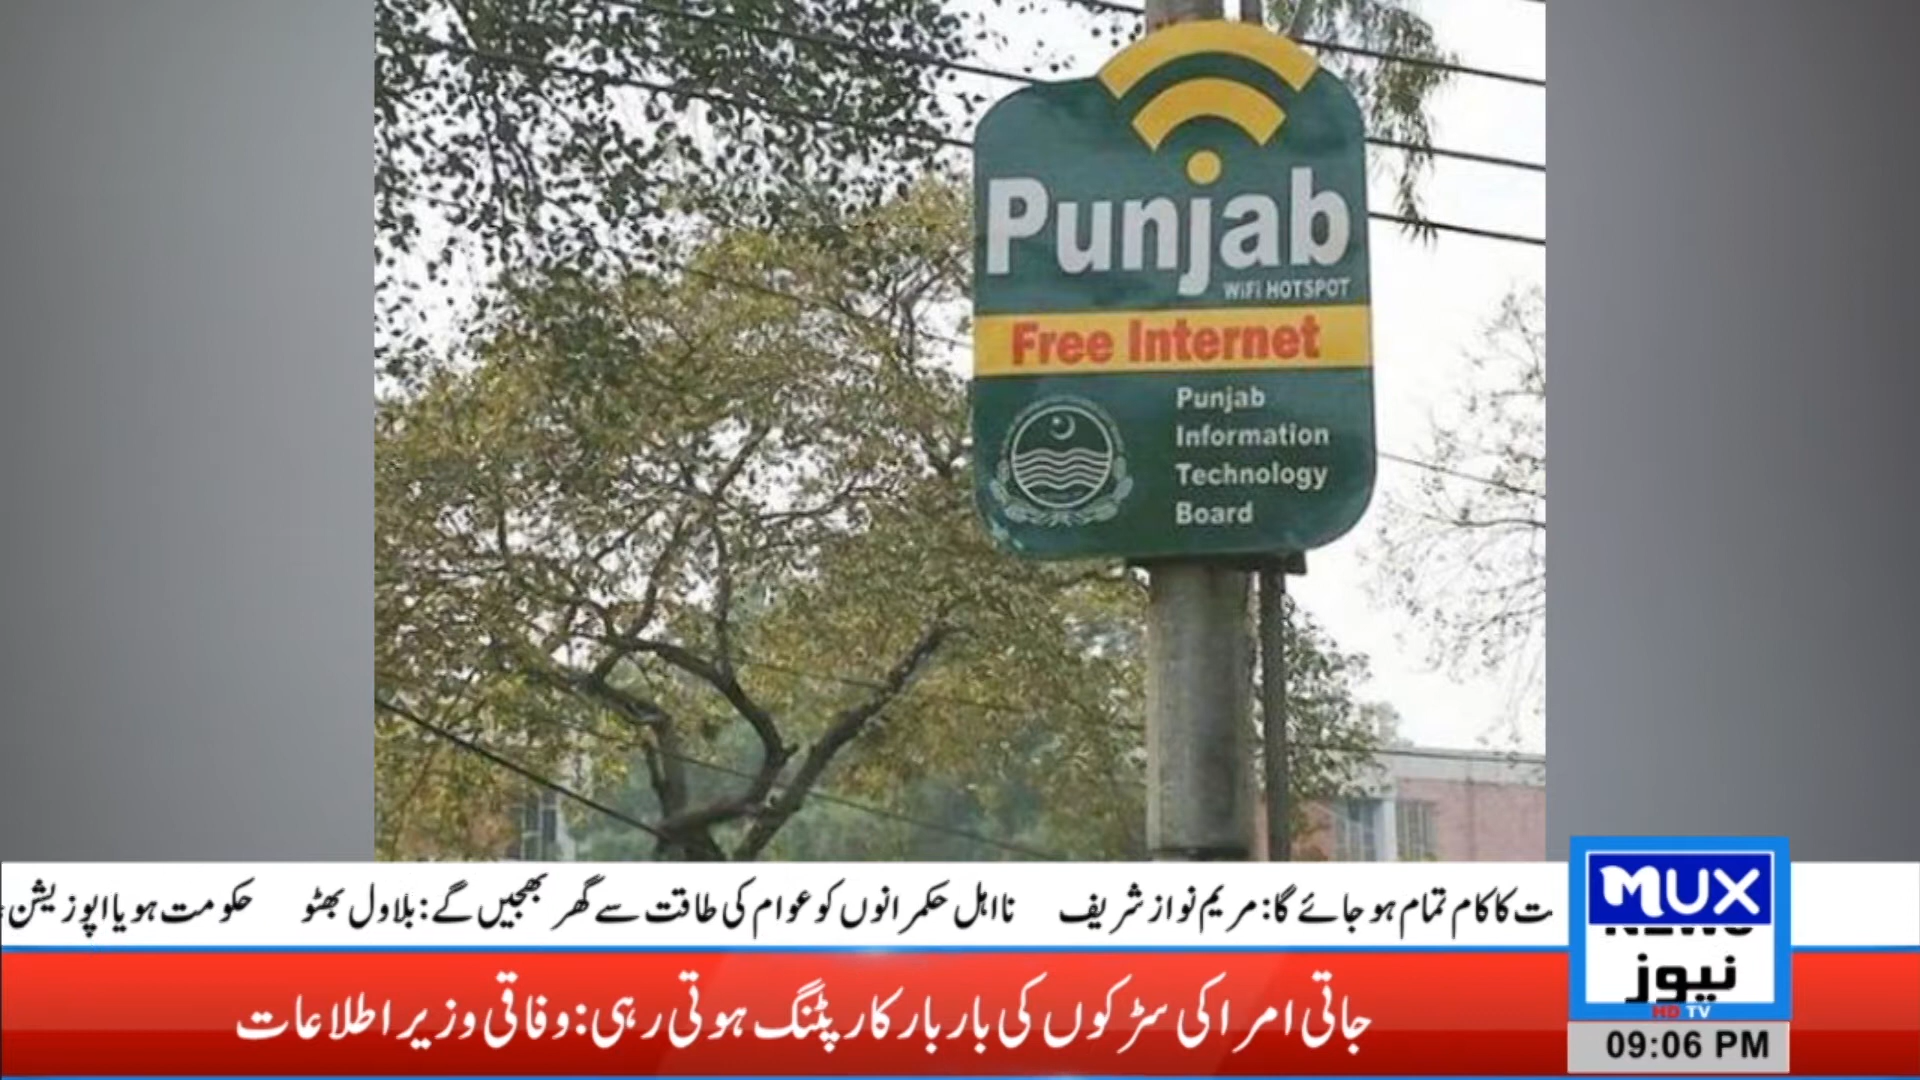 Punjab
WiFi HOTSPOT
Free Internet
Punjab
Information
Technology
Board
ت کا کام تمام ہو جائے گا: مریم نواز شریف نااہل حکمرانوں کو عوام کی طاقت سے گھر بھجیں گے: بلاول بھٹو حکومت ہو یا اپوزیشن
جاتی امرا کی سڑکوں کی بار بار کارپٹنگ ہوتی رہی: وفاقی وزیر اطلاعات
MUX
NEWS
نیوز
HD TV
09:06 PM